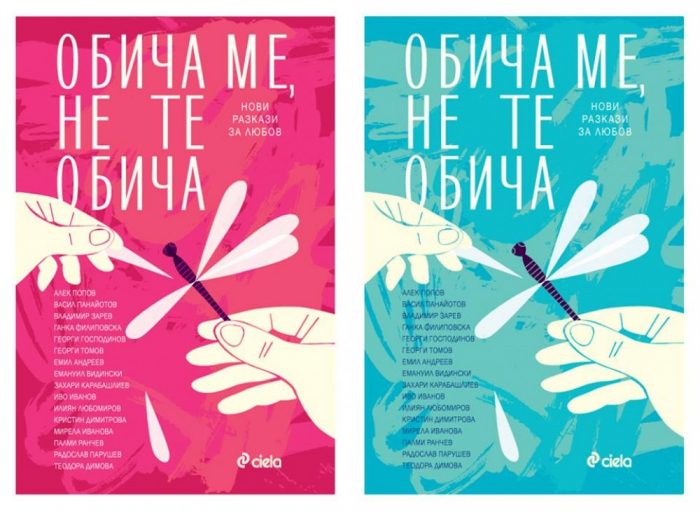 ОБИЧА МЕ,
НЕ ТЕ
ОБИЧА
НОВИ
РАЗКАЗИ
ЗА ЛЮБОВ
АЛЕК ПОПОВ
ВАСИЛ ПАНАЙОТОВ
ВЛАДИМИР ЗАРЕВ
ГАНКА ФИЛИПОВСКА
ГЕОРГИ ГОСПОДИНОВ
ГЕОРГИ ТОМОВ
ЕМИЛ АНДРЕЕВ
ЕМАНУИЛ ВИДИНСКИ
ЗАХАРИ КАРАБАШЛИЕВ
ИВО ИВАНОВ
ИЛИЯН ЛЮБОМИРОВ
КРИСТИН ДИМИТРОВА
МИРЕЛА ИВАНОВА
ПАЛМИ РАНЧЕВ
РАДОСЛАВ ПАРУШЕВ
ТЕОДОРА ДИМОВА
ciela
ОБИЧА МЕ,
НЕ ТЕ
ОБИЧА
НОВИ
РАЗКАЗИ
ЗА ЛЮБОВ
АЛЕК ПОПОВ
ВАСИЛ ПАНАЙОТОВ
ВЛАДИМИР ЗАРЕВ
ГАНКА ФИЛИПОВСКА
ГЕОРГИ ГОСПОДИНОВ
ГЕОРГИ ТОМОВ
ЕМИЛ АНДРЕЕВ
ЕМАНУИЛ ВИДИНСКИ
ЗАХАРИ КАРАБАШЛИЕВ
ИВО ИВАНОВ
ИЛИЯН ЛЮБОМИРОВ
КРИСТИН ДИМИТРОВА
МИРЕЛА ИВАНОВА
ПАЛМИ РАНЧЕВ
РАДОСЛАВ ПАРУШЕВ
ТЕОДОРА ДИМОВА
ciela